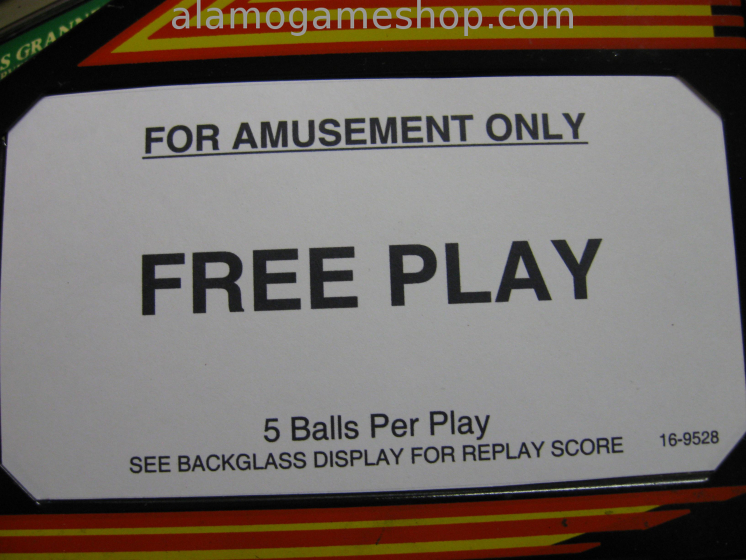 alamogameshop.com
S GRANN
FOR AMUSEMENT ONLY
FREE PLAY
5 Balls Per Play
SEE BACKGLASS DISPLAY FOR REPLAY SCORE
16-9528